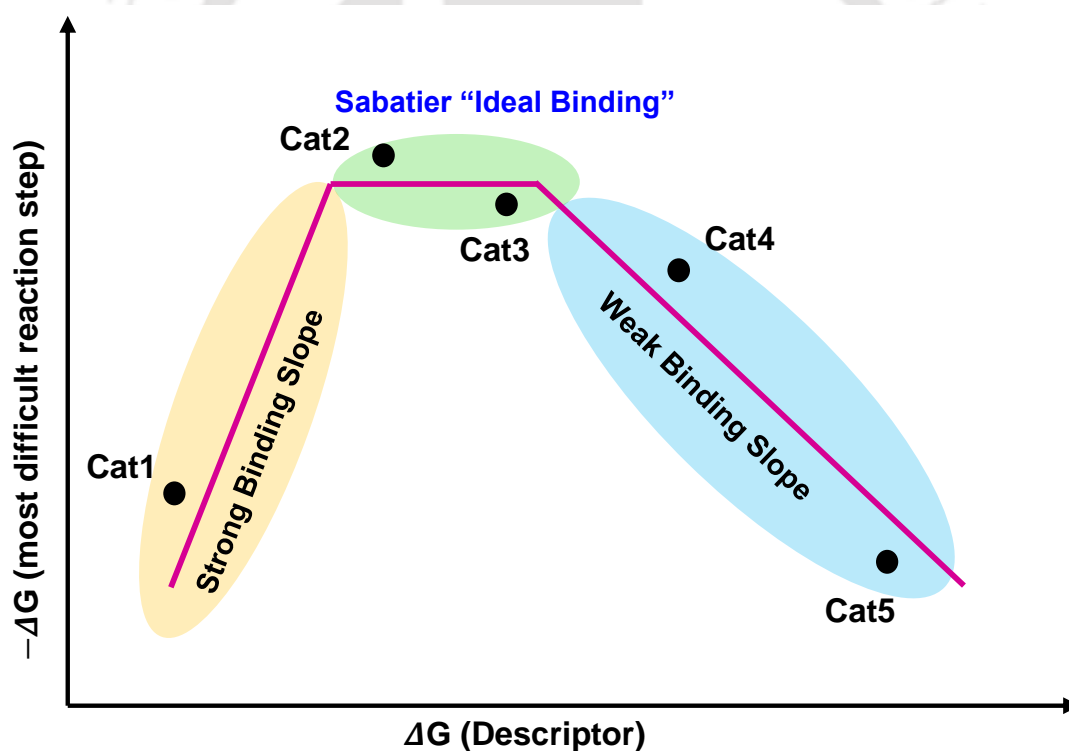 Sabatier “Ideal Binding”
Cat2
Cat3
Cat4
Cat1
Cat5
Strong Binding Slope
Weak Binding Slope
−ΔG (most difficult reaction step)
ΔG (Descriptor)